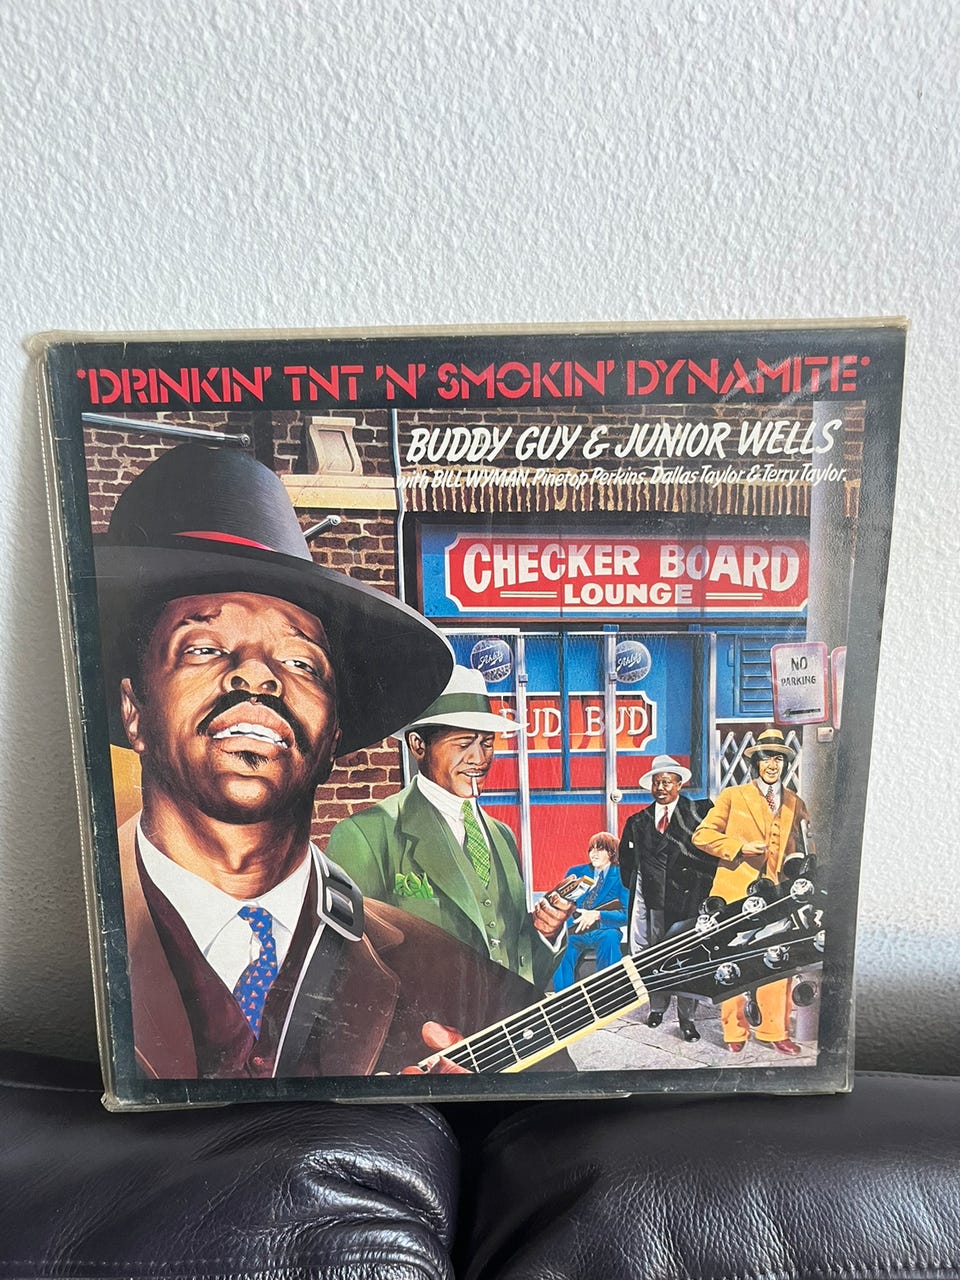 "DRINKIN' TNT 'N' SMOKIN' DYNAMITE"
BUDDY GUY & JUNIOR WELLS
with BILL WYMAN, Pinetop Perkins, Dallas Taylor & Terry Taylor.
CHECKER BOARD
LOUNGE
NO
PARKING
BUD BUD